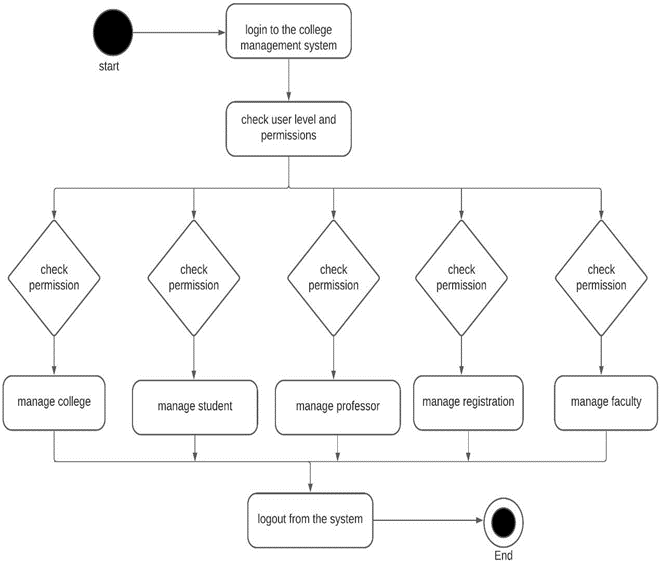 login to the college
management system
start
check user level and
permissions
check
permission
check
permission
check
permission
check
permission
check
permission
manage college
manage student
manage professor
manage registration
manage faculty
logout from the system
End